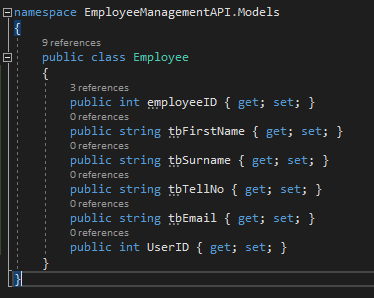 namespace EmployeeManagementAPI.Models
{
9 references
public class Employee
{
3 references
public int employeeID { get; set; }
0 references
public string tbFirstName { get; set; }
0 references
public string tbSurname { get; set; }
0 references
public string tbTellNo { get; set; }
0 references
public string tbEmail { get; set; }
0 references
public int UserID { get; set; }
}
}